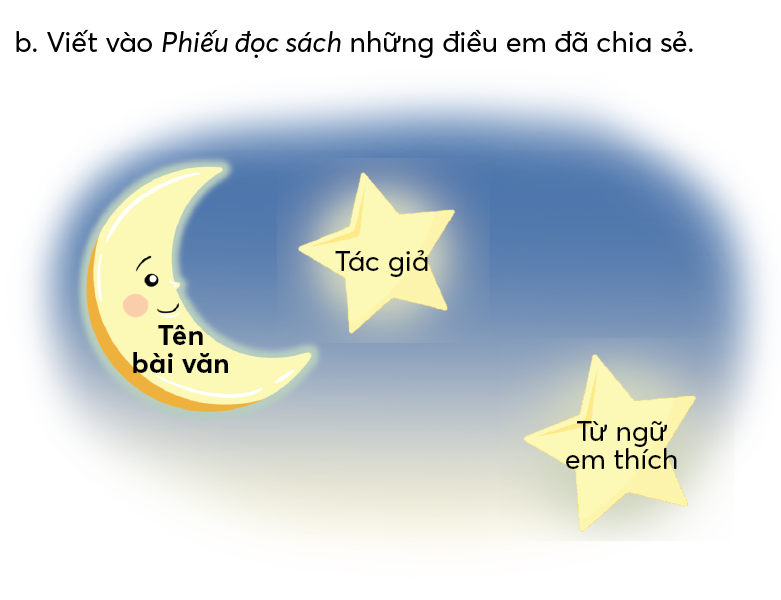 b. Viết vào Phiếu đọc sách những điều em đã chia sẻ.
Tác giả
Tên
bài văn
Từ ngữ
em thích